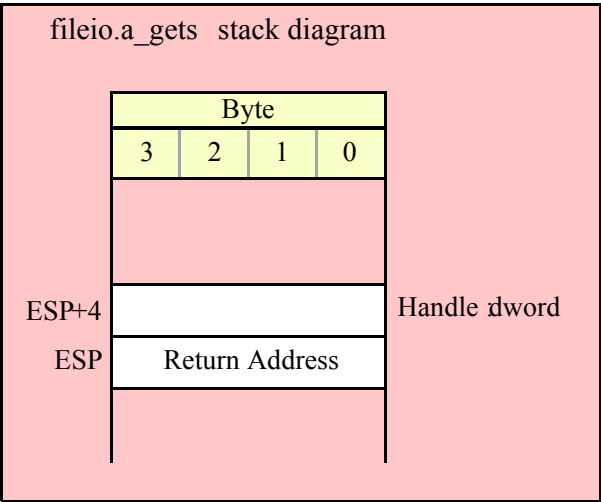 fileio.a_gets stack diagram
Byte
3 2 1 0
ESP+4 Handle:dword
ESP Return Address